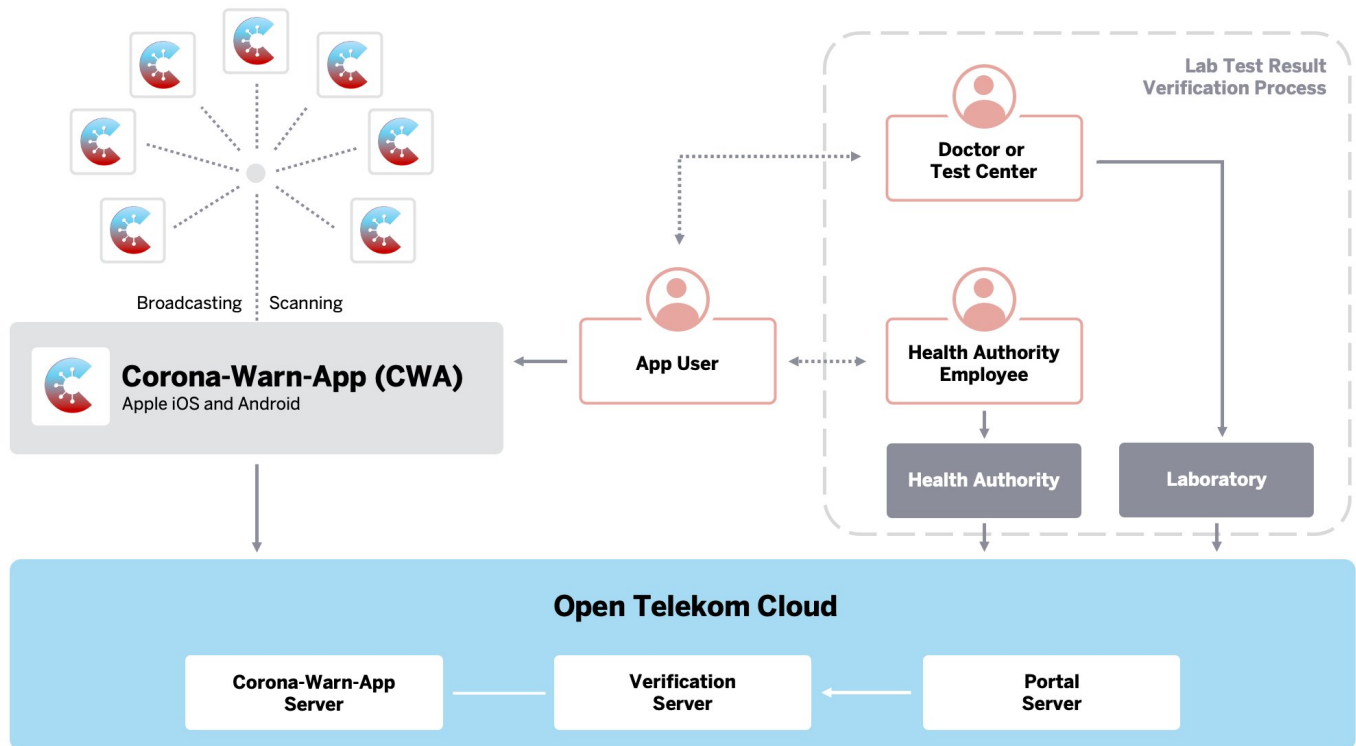 Lab Test Result
Verification Process
Doctor or
Test Center
Broadcasting
Scanning
Corona-Warn-App (CWA)
Apple iOS and Android
App User
Health Authority
Employee
Health Authority
Laboratory
Open Telekom Cloud
Corona-Warn-App
Server
Verification
Server
Portal
Server